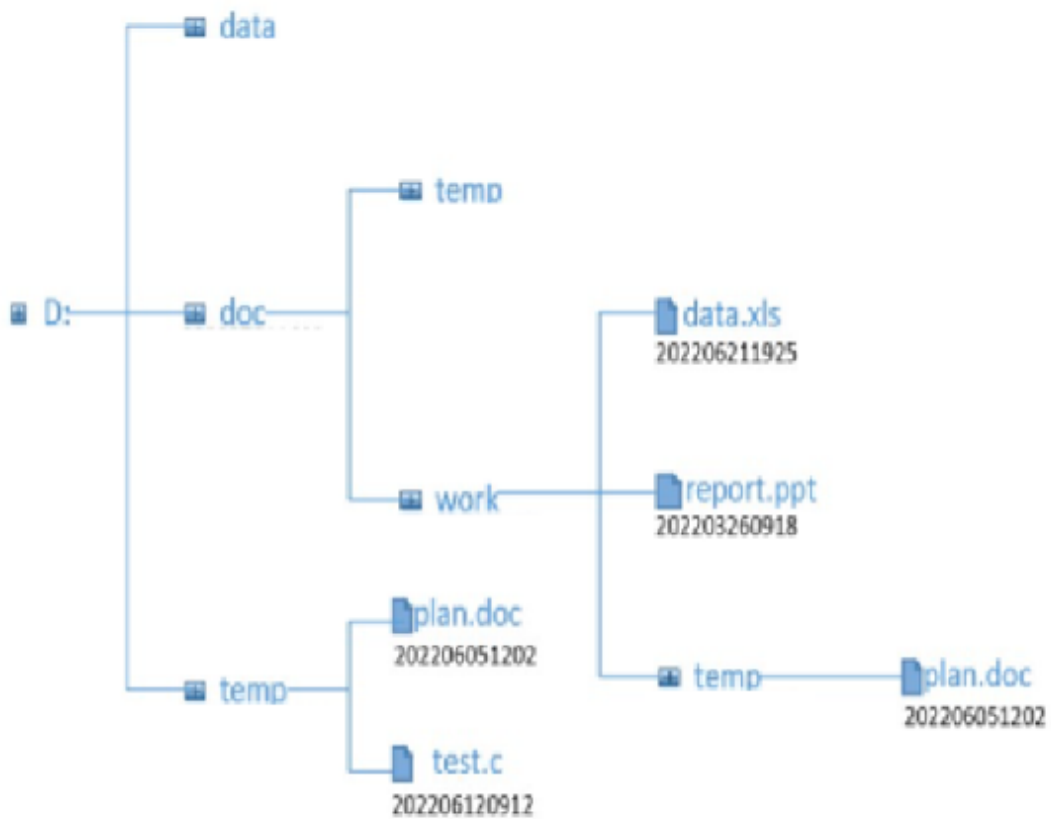 data
temp
D:
doc
data.xls
202206211925
work
report.ppt
202203260918
plan.doc
202206051202
temp
temp
plan.doc
202206051202
test.c
202206120912